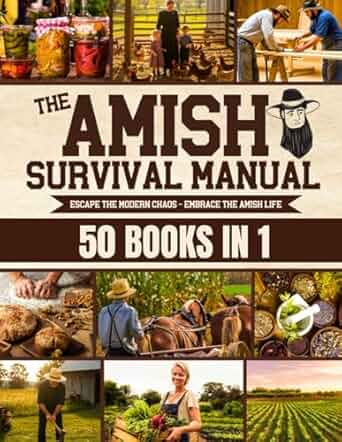 THE
AMISH
SURVIVAL MANUAL
ESCAPE THE MODERN CHAOS - EMBRACE THE AMISH LIFE
50 BOOKS IN 1